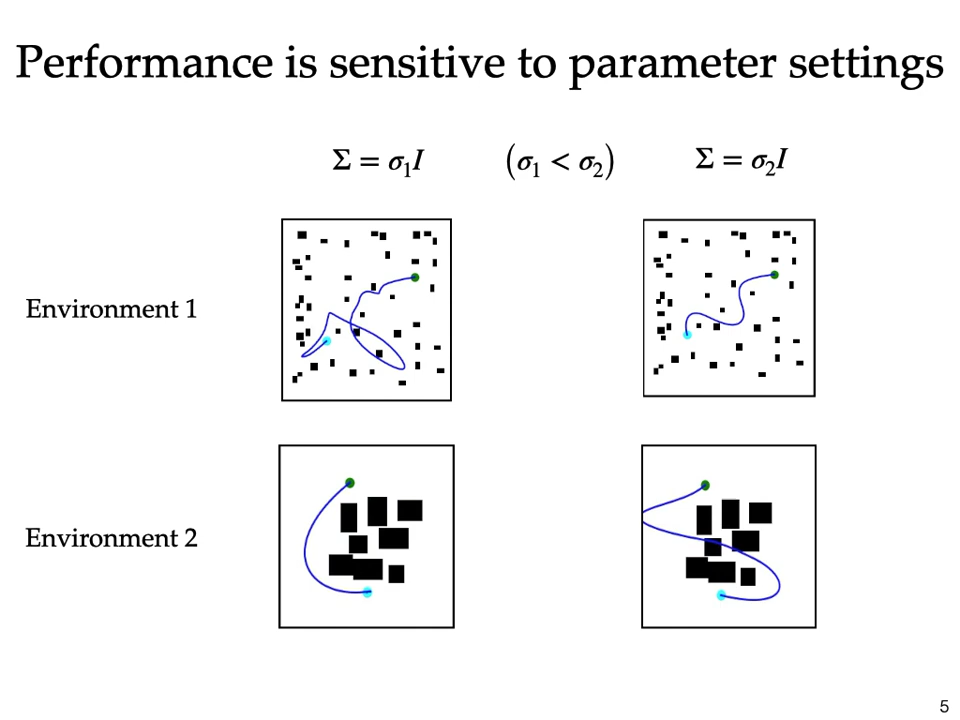 Performance is sensitive to parameter settings
Σ = σ₁I (σ₁ < σ₂) Σ = σ₂I
Environment 1
Environment 2
5